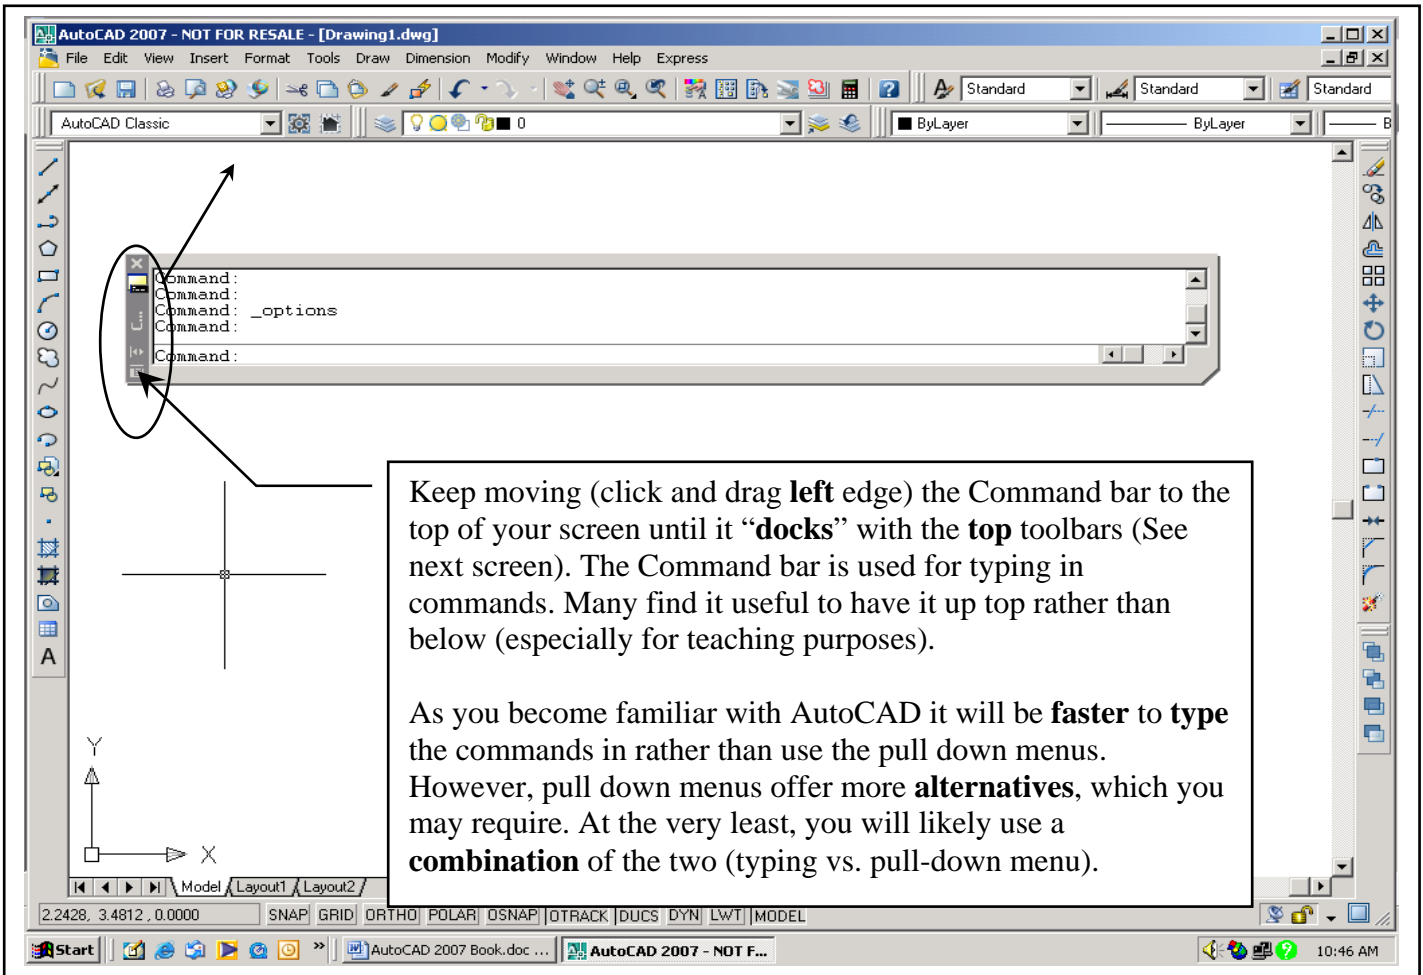 AutoCAD 2007 - NOT FOR RESALE - [Drawing1.dwg]
File Edit View Insert Format Tools Draw Dimension Modify Window Help Express
Standard Standard Standard
AutoCAD Classic 0 ByLayer ByLayer B
Command:
Command:
Command: _options
Command:
Command:
Keep moving (click and drag left edge) the Command bar to the
top of your screen until it “docks” with the top toolbars (See
next screen). The Command bar is used for typing in
commands. Many find it useful to have it up top rather than
below (especially for teaching purposes).
As you become familiar with AutoCAD it will be faster to type
the commands in rather than use the pull down menus.
However, pull down menus offer more alternatives, which you
may require. At the very least, you will likely use a
combination of the two (typing vs. pull-down menu).
A
Y
X
Model Layout1 Layout2
2.2428, 3.4812 , 0.0000 SNAP GRID ORTHO POLAR OSNAP OTRACK DUCS DYN LWT MODEL
Start » AutoCAD 2007 Book.doc ... AutoCAD 2007 - NOT F... 10:46 AM